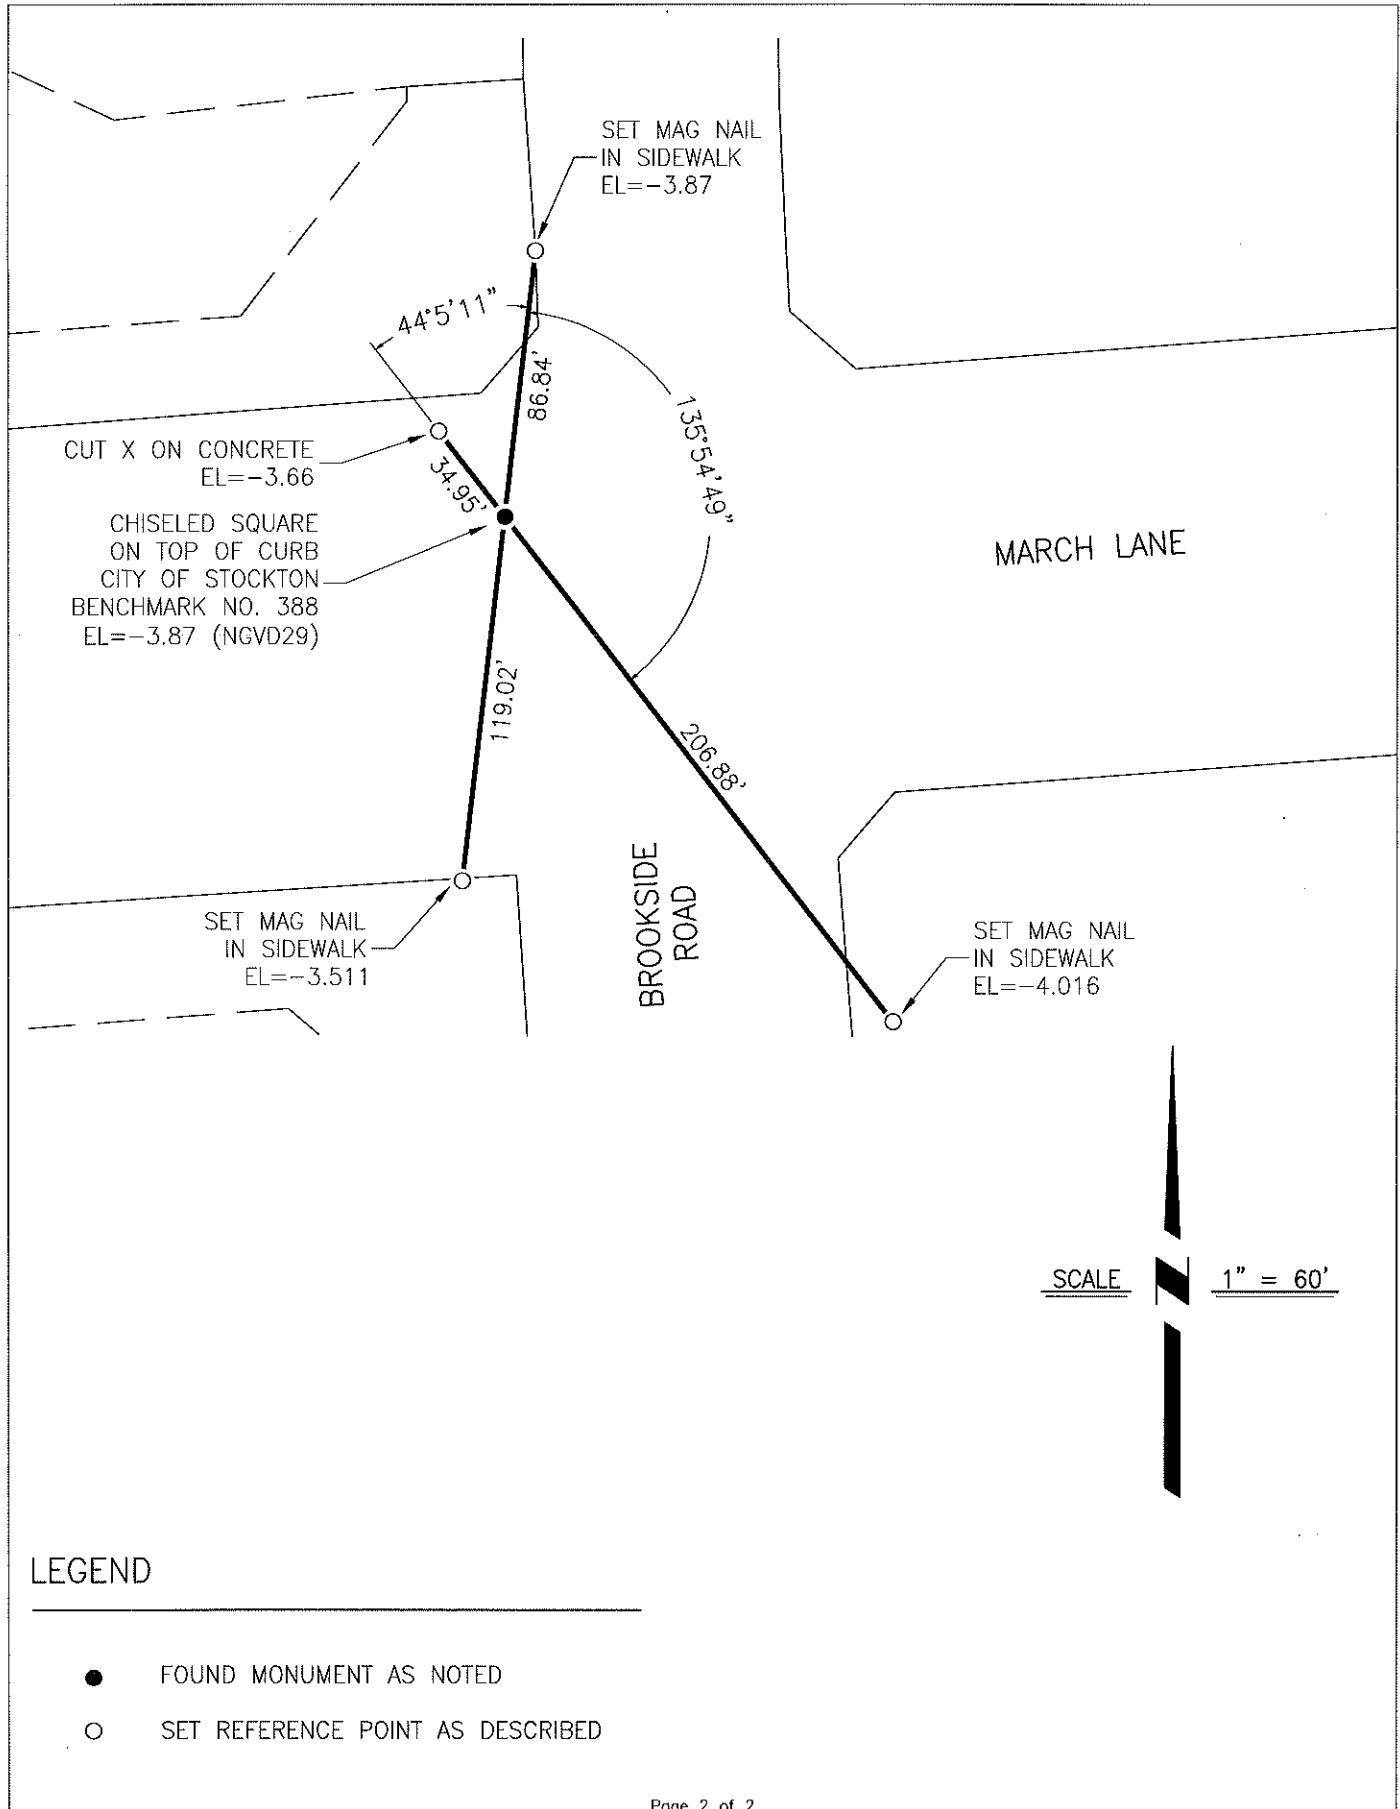 SET MAG NAIL
IN SIDEWALK
EL=-3.87
44°5'11"
86.84'
135°54'49"
CUT X ON CONCRETE
EL=-3.66
34.95'
CHISELED SQUARE
ON TOP OF CURB
CITY OF STOCKTON
BENCHMARK NO. 388
EL=-3.87 (NGVD29)
MARCH LANE
119.02'
206.88'
BROOKSIDE
ROAD
SET MAG NAIL
IN SIDEWALK
EL=-3.511
SET MAG NAIL
IN SIDEWALK
EL=-4.016
SCALE N 1" = 60'
LEGEND
FOUND MONUMENT AS NOTED
SET REFERENCE POINT AS DESCRIBED
Page 2 of 2